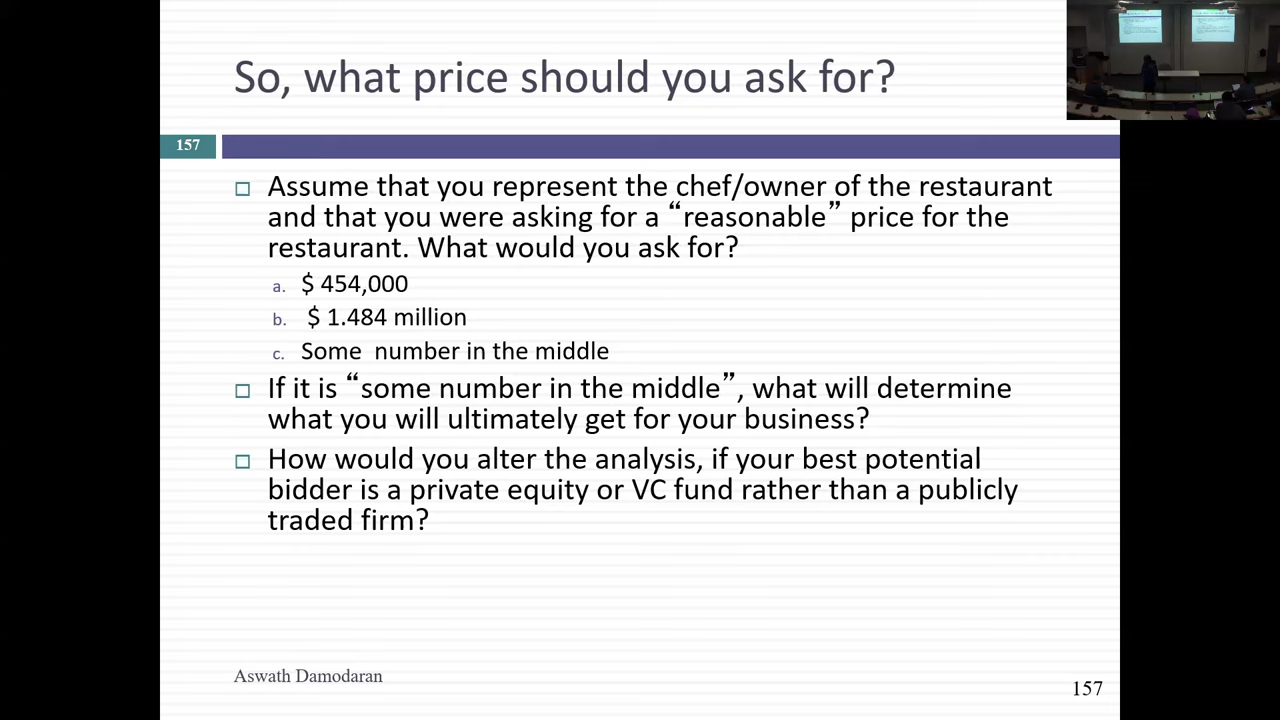 So, what price should you ask for?
157
□ Assume that you represent the chef/owner of the restaurant
and that you were asking for a “reasonable” price for the
restaurant. What would you ask for?
a. $ 454,000
b. $ 1.484 million
c. Some number in the middle
□ If it is “some number in the middle”, what will determine
what you will ultimately get for your business?
□ How would you alter the analysis, if your best potential
bidder is a private equity or VC fund rather than a publicly
traded firm?
Aswath Damodaran
157